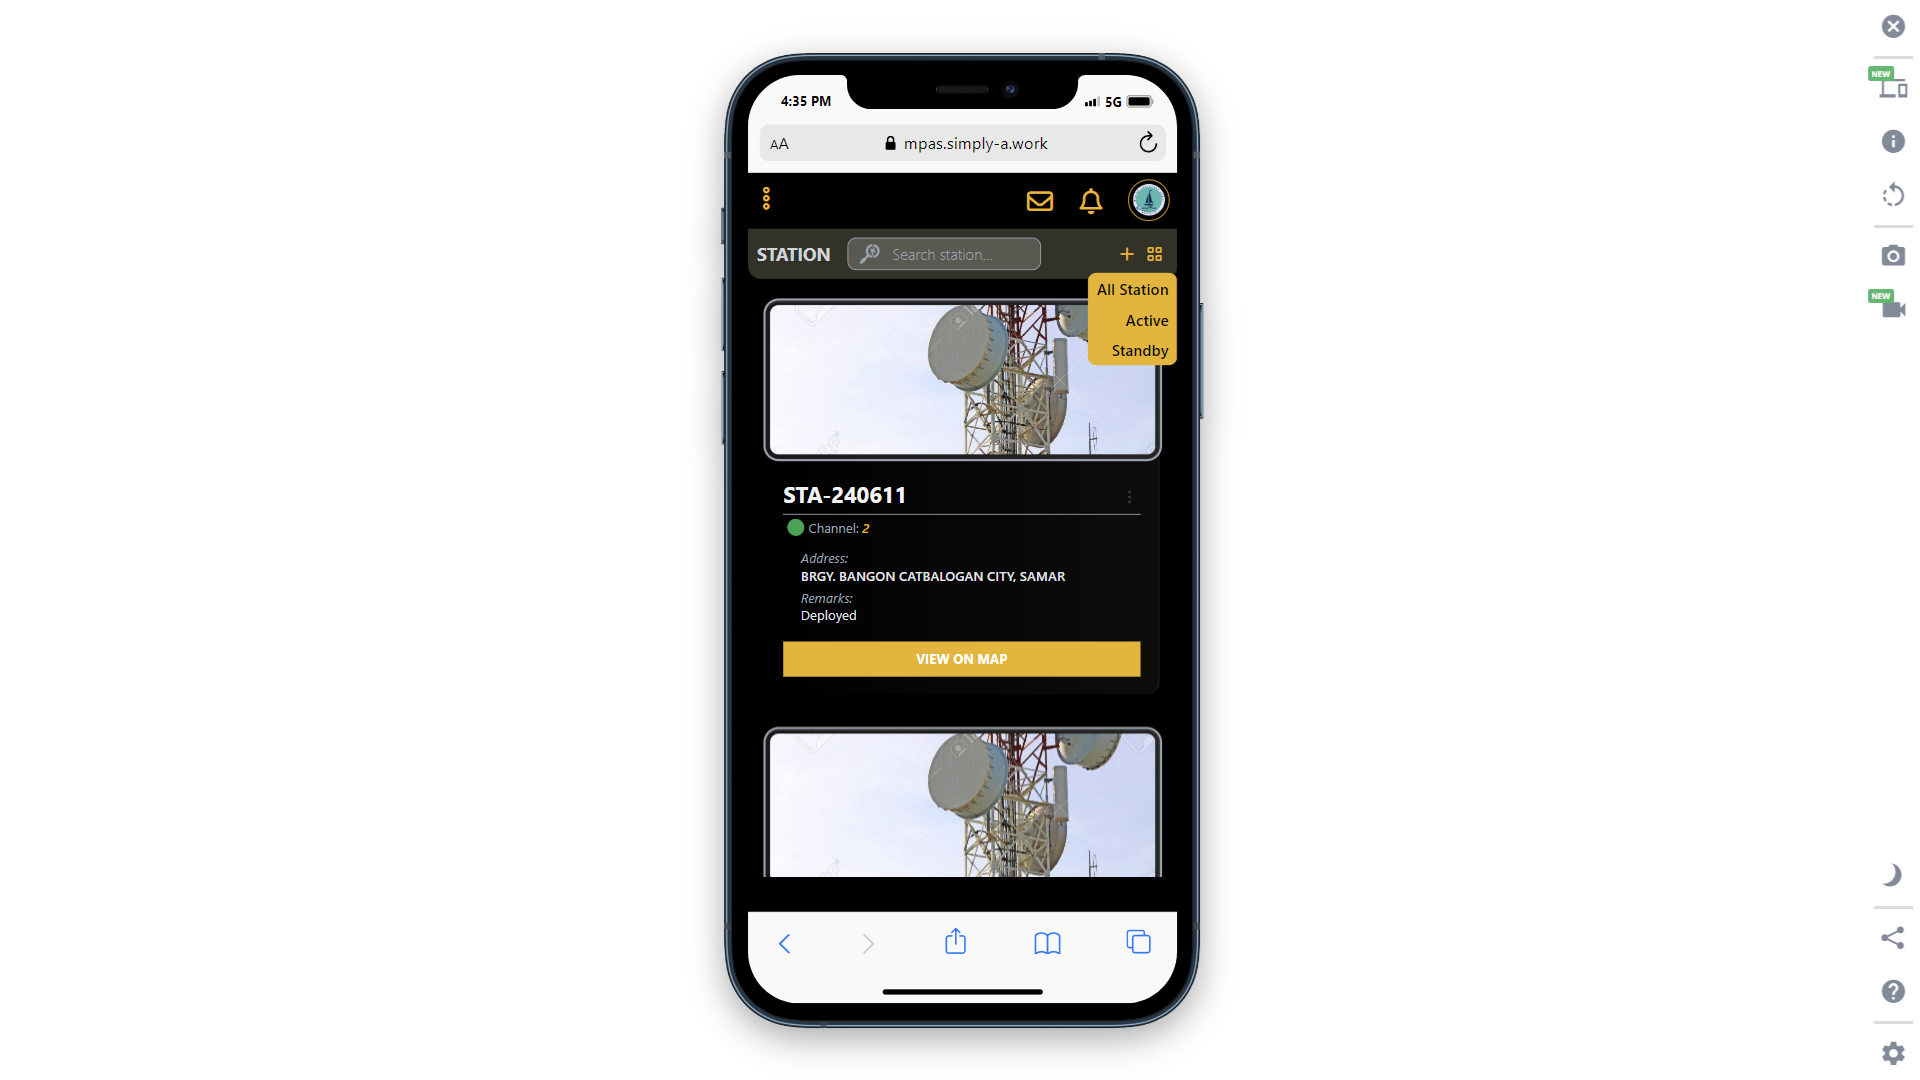 4:35 PM
5G
AA
mpas.simply-a.work
STATION
Search station...
All Station
Active
Standby
STA-240611
Channel: 2
Address:
BRGY. BANGON CATBALOGAN CITY, SAMAR
Remarks:
Deployed
VIEW ON MAP
NEW
NEW